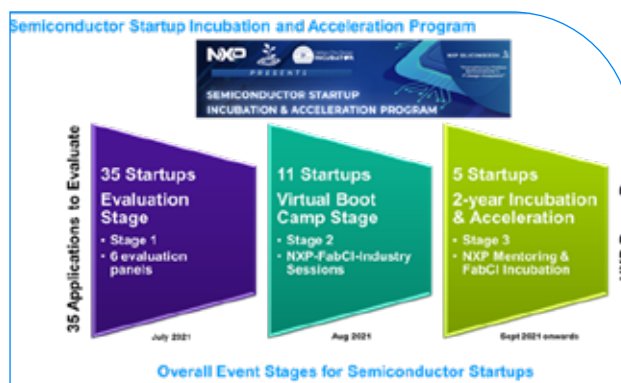 Semiconductor Startup Incubation and Acceleration Program
NXP
INCUBATOR
PRESENTS
SEMICONDUCTOR STARTUP
INCUBATION & ACCELERATION PROGRAM
35 Applications to Evaluate
35 Startups
Evaluation
Stage
• Stage 1
• 6 evaluation
panels
July 2021
11 Startups
Virtual Boot
Camp Stage
• Stage 2
• NXP-FabCI-Industry
Sessions
Aug 2021
5 Startups
2-year Incubation
& Acceleration
• Stage 3
• NXP Mentoring &
FabCI Incubation
Sept 2021 onwards
Overall Event Stages for Semiconductor Startups